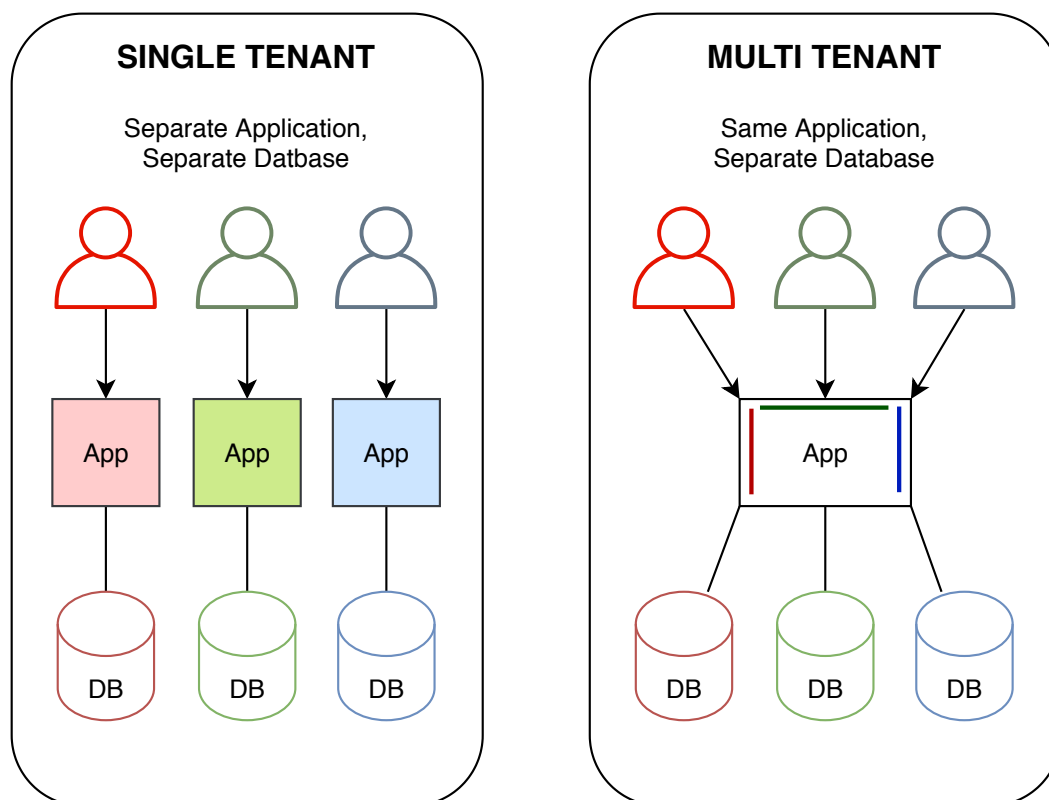 SINGLE TENANT
Separate Application,
Separate Datbase
App
App
App
DB
DB
DB
MULTI TENANT
Same Application,
Separate Database
App
DB
DB
DB